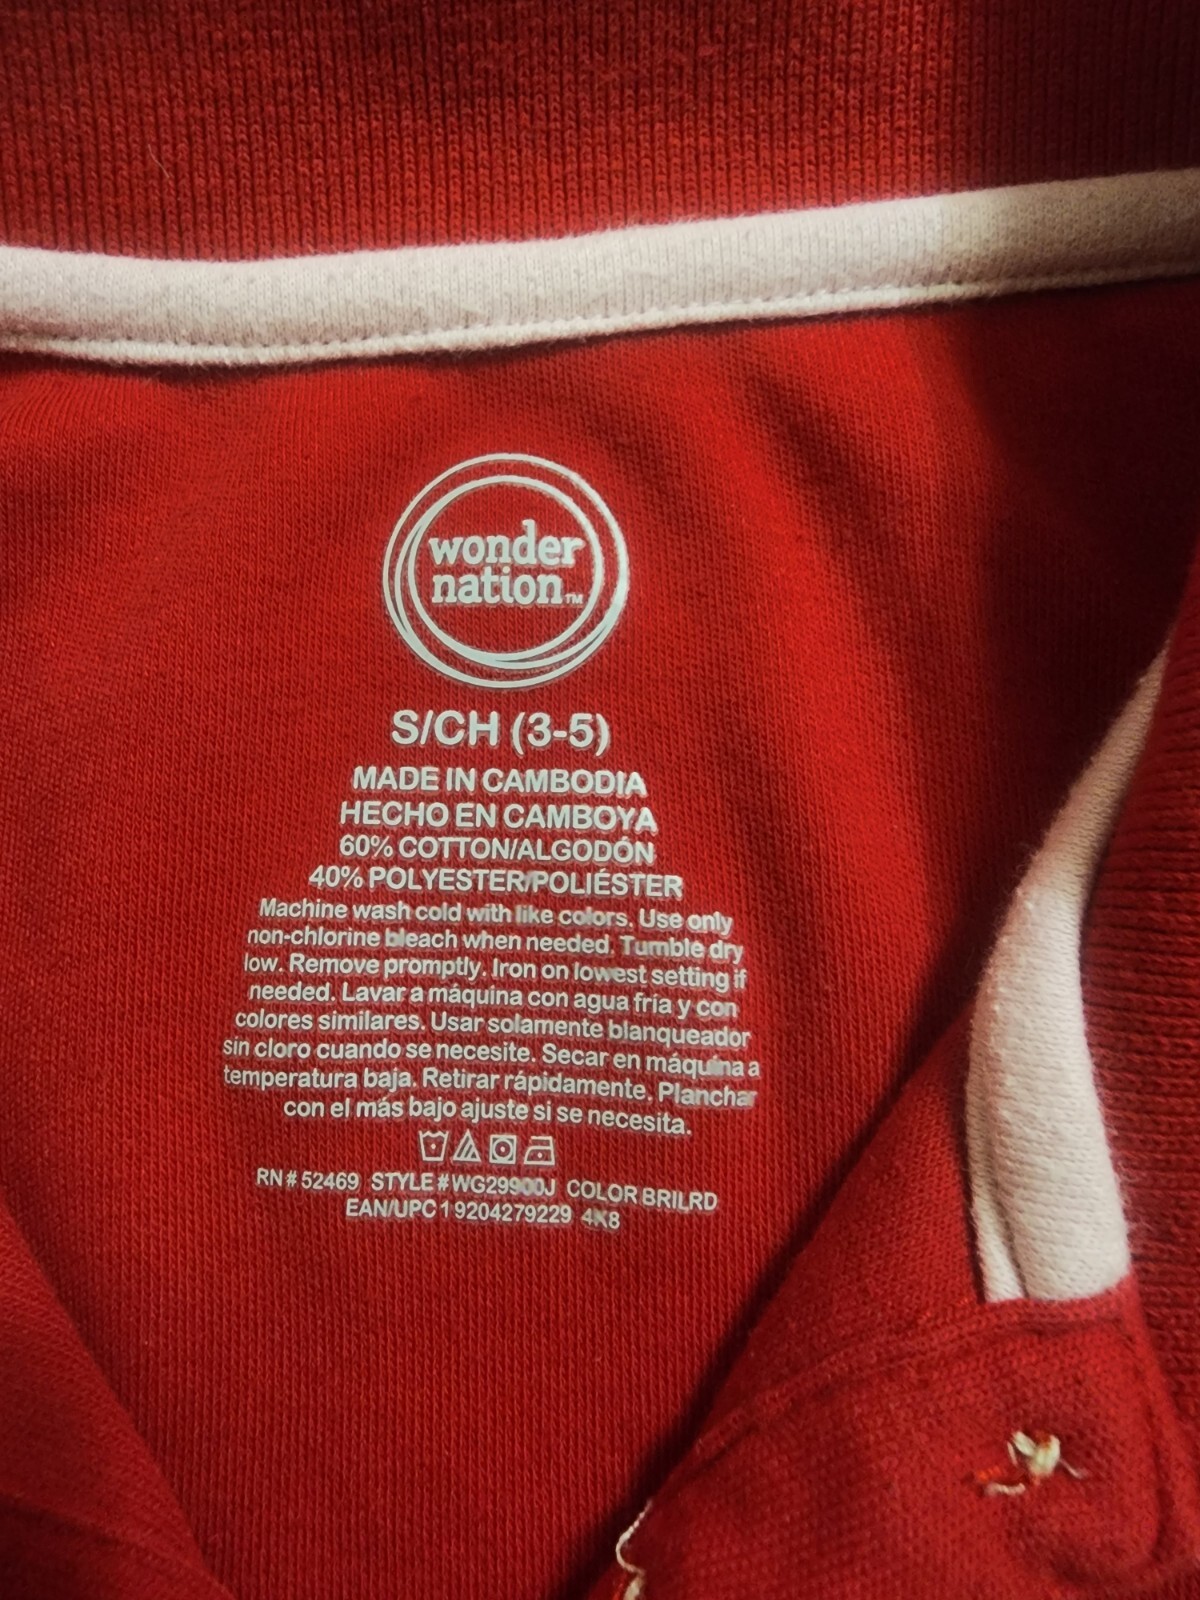 wonder
nation™
S/CH (3-5)
MADE IN CAMBODIA
HECHO EN CAMBOYA
60% COTTON/ALGODÓN
40% POLYESTER/POLIÉSTER
Machine wash cold with like colors. Use only
non-chlorine bleach when needed. Tumble dry
low. Remove promptly. Iron on lowest setting if
needed. Lavar a máquina con agua fría y con
colores similares. Usar solamente blanqueador
sin cloro cuando se necesite. Secar en máquina a
temperatura baja. Retirar rápidamente. Planchar
con el más bajo ajuste si se necesita.
RN # 52469 STYLE # WG29900J COLOR BRILRD
EAN/UPC 1 9204279229 4X8